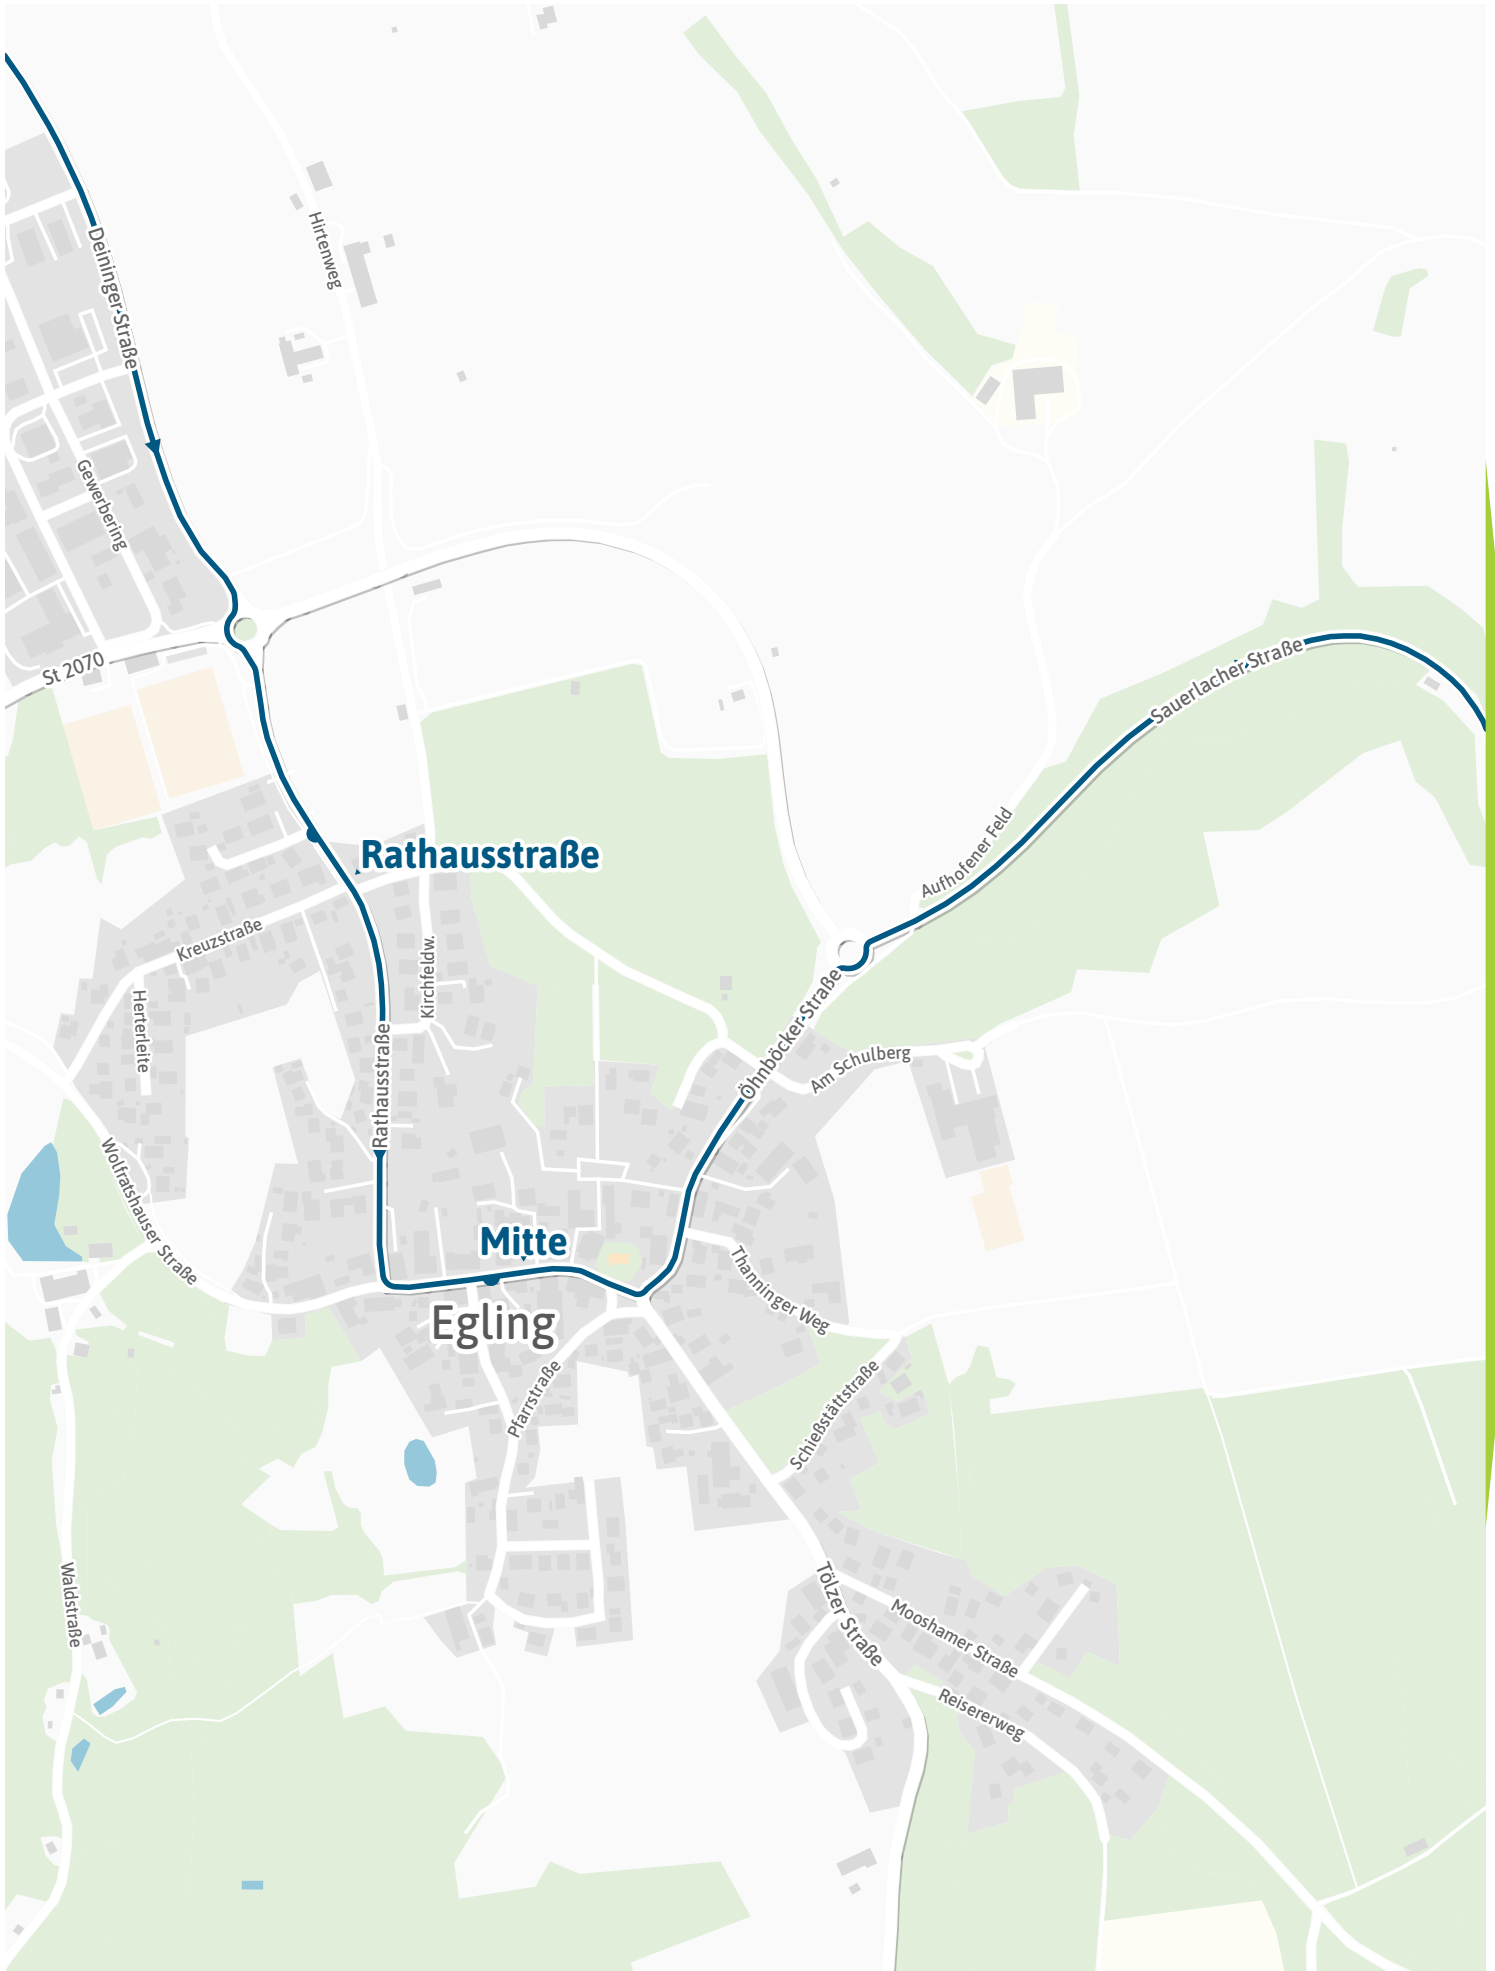 Hirtenweg
Deininger Straße
Gewerbering
St 2070
Sauerlacher Straße
Aufhofener Feld
Rathausstraße
Kreuzstraße
Kirchfeldw.
Herterleite
Rathausstraße
Öhnböcker Straße
Am Schulberg
Wolfratshauser Straße
Mitte
Thanninger Weg
Egling
Pfarrstraße
Schießstättstraße
Waldstraße
Tölzer Straße
Mooshamer Straße
Reisererweg